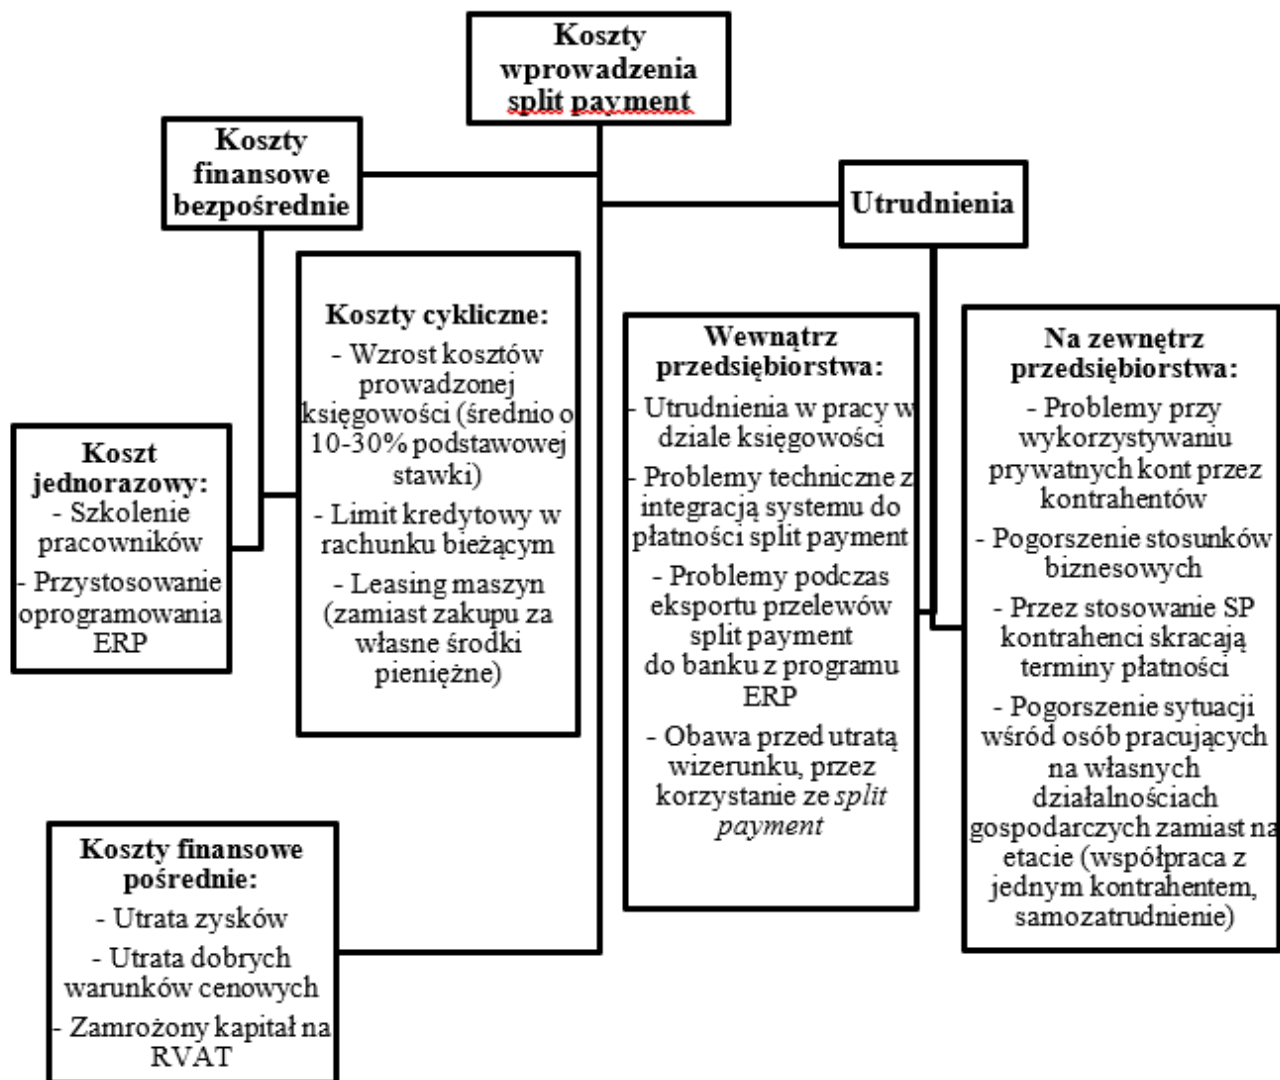 Koszty
wprowadzenia
split payment
Koszty
finansowe
bezpośrednie
Utrudnienia
Koszt
jednorazowy:
- Szkolenie
pracowników
- Przystosowanie
oprogramowania
ERP
Koszty cykliczne:
- Wzrost kosztów
prowadzonej
księgowości (średnio o
10-30% podstawowej
stawki)
- Limit kredytowy w
rachunku bieżącym
- Leasing maszyn
(zamiast zakupu za
własne środki
pieniężne)
Wewnątrz
przedsiębiorstwa:
- Utrudnienia w pracy w
dziale księgowości
- Problemy techniczne z
integracją systemu do
płatności split payment
- Problemy podczas
eksportu przelewów
split payment
do banku z programu
ERP
- Obawa przed utratą
wizerunku, przez
korzystanie ze split
payment
Na zewnętrz
przedsiębiorstwa:
- Problemy przy
wykorzystywaniu
prywatnych kont przez
kontrahentów
- Pogorszenie stosunków
biznesowych
- Przez stosowanie SP
kontrahenci skracają
terminy płatności
- Pogorszenie sytuacji
wśród osób pracujących
na własnych
działalnościach
gospodarczych zamiast na
etacie (współpraca z
jednym kontrahentem,
samozatrudnienie)
Koszty finansowe
pośrednie:
- Utrata zysków
- Utrata dobrych
warunków cenowych
- Zamrożony kapitał na
RVAT